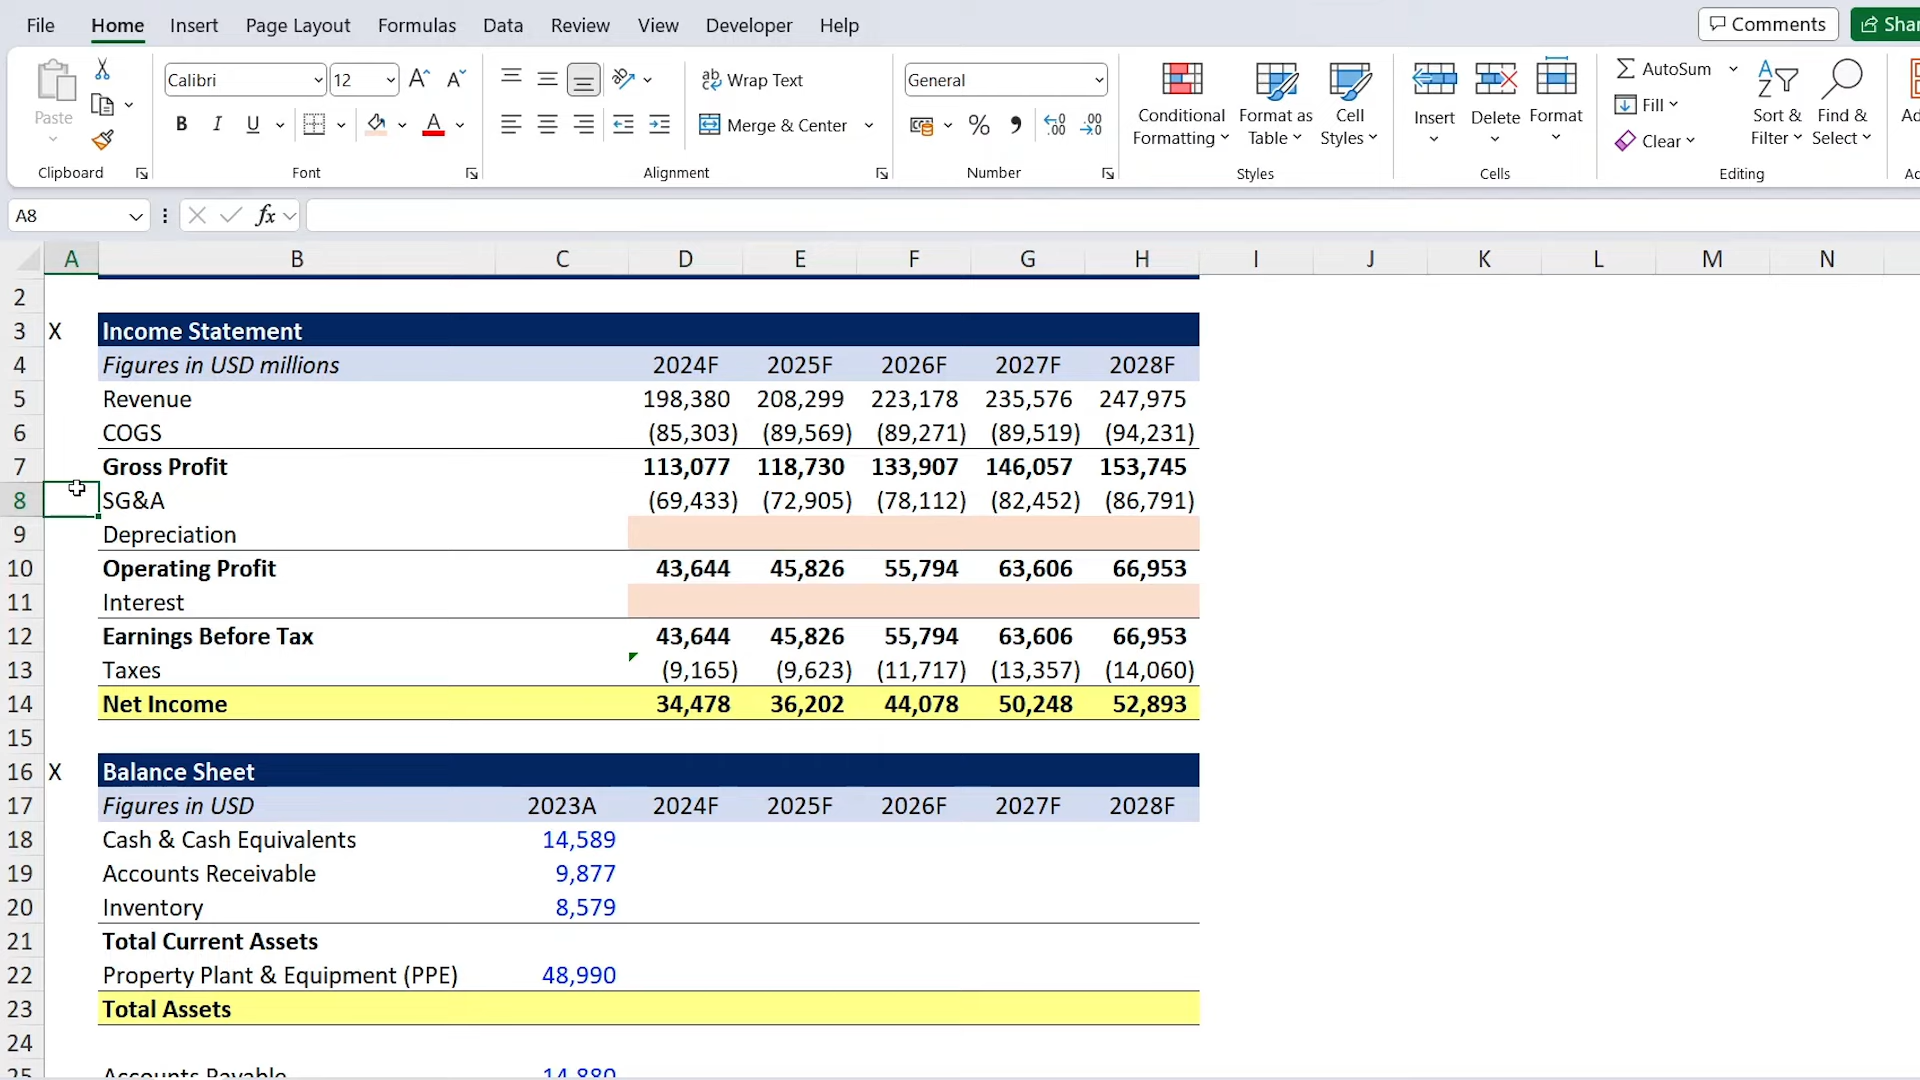 File Home Insert Page Layout Formulas Data Review View Developer Help Comments
Calibri 12 Wrap Text General AutoSum
Paste B I U Merge & Center % Conditional Formatting Format as Table Cell Styles Insert Delete Format Fill Clear Sort & Filter Find & Select
Clipboard Font Alignment Number Styles Cells Editing
A8 fx
A B C D E F G H I J K L M N
2
3 X Income Statement
4 Figures in USD millions 2024F 2025F 2026F 2027F 2028F
5 Revenue 198,380 208,299 223,178 235,576 247,975
6 COGS (85,303) (89,569) (89,271) (89,519) (94,231)
7 Gross Profit 113,077 118,730 133,907 146,057 153,745
8 SG&A (69,433) (72,905) (78,112) (82,452) (86,791)
9 Depreciation
10 Operating Profit 43,644 45,826 55,794 63,606 66,953
11 Interest
12 Earnings Before Tax 43,644 45,826 55,794 63,606 66,953
13 Taxes (9,165) (9,623) (11,717) (13,357) (14,060)
14 Net Income 34,478 36,202 44,078 50,248 52,893
15
16 X Balance Sheet
17 Figures in USD 2023A 2024F 2025F 2026F 2027F 2028F
18 Cash & Cash Equivalents 14,589
19 Accounts Receivable 9,877
20 Inventory 8,579
21 Total Current Assets
22 Property Plant & Equipment (PPE) 48,990
23 Total Assets
24
25 Accounts Payable 14,880